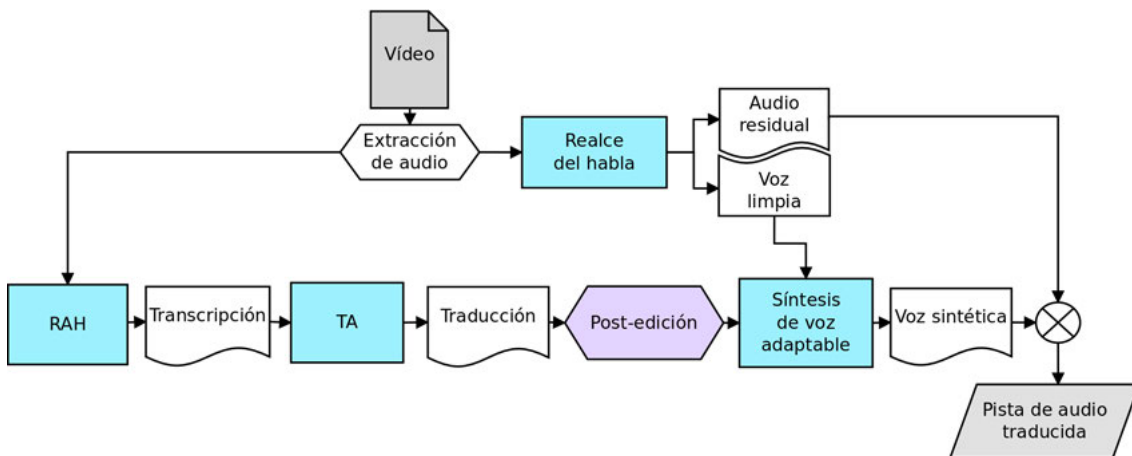 Vídeo
Extracción
de audio
Realce
del habla
Audio
residual
Voz
limpia
RAH
Transcripción
TA
Traducción
Post-edición
Síntesis
de voz
adaptable
Voz sintética
Pista de audio
traducida